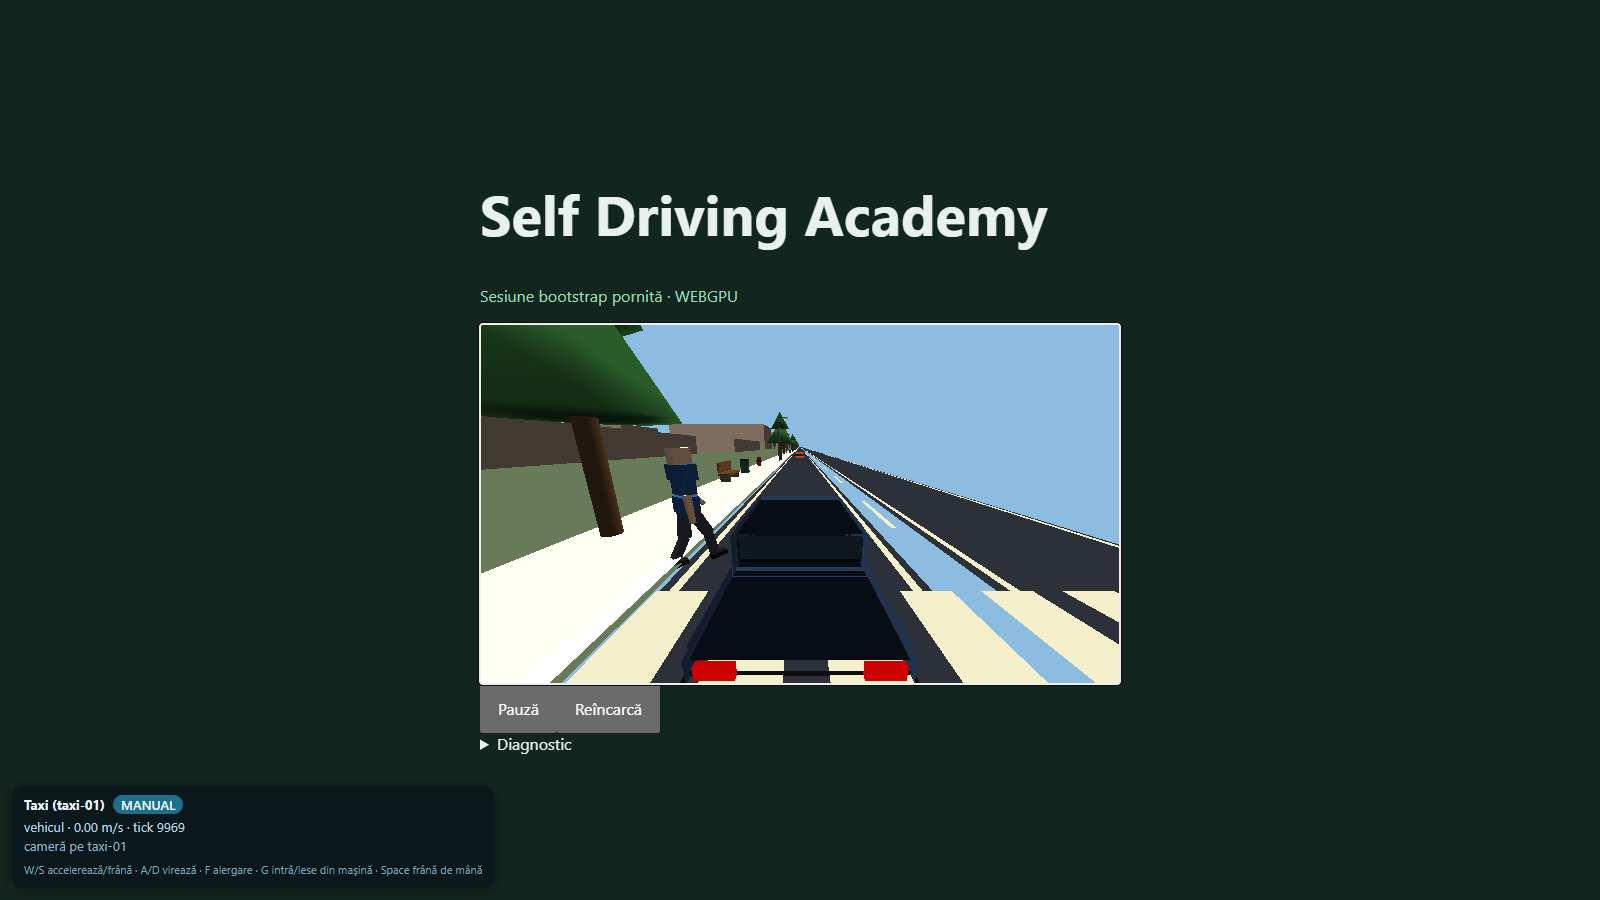 Self Driving Academy
Sesiune bootstrap pornită · WEBGPU
Pauză
Reîncarcă
Diagnostic
Taxi (taxi-01) MANUAL
vehicul · 0.00 m/s · tick 9969
cameră pe taxi-01
W/S accelerează/frână · A/D virează · F alergare · G intră/iese din mașină · Space frână de mână